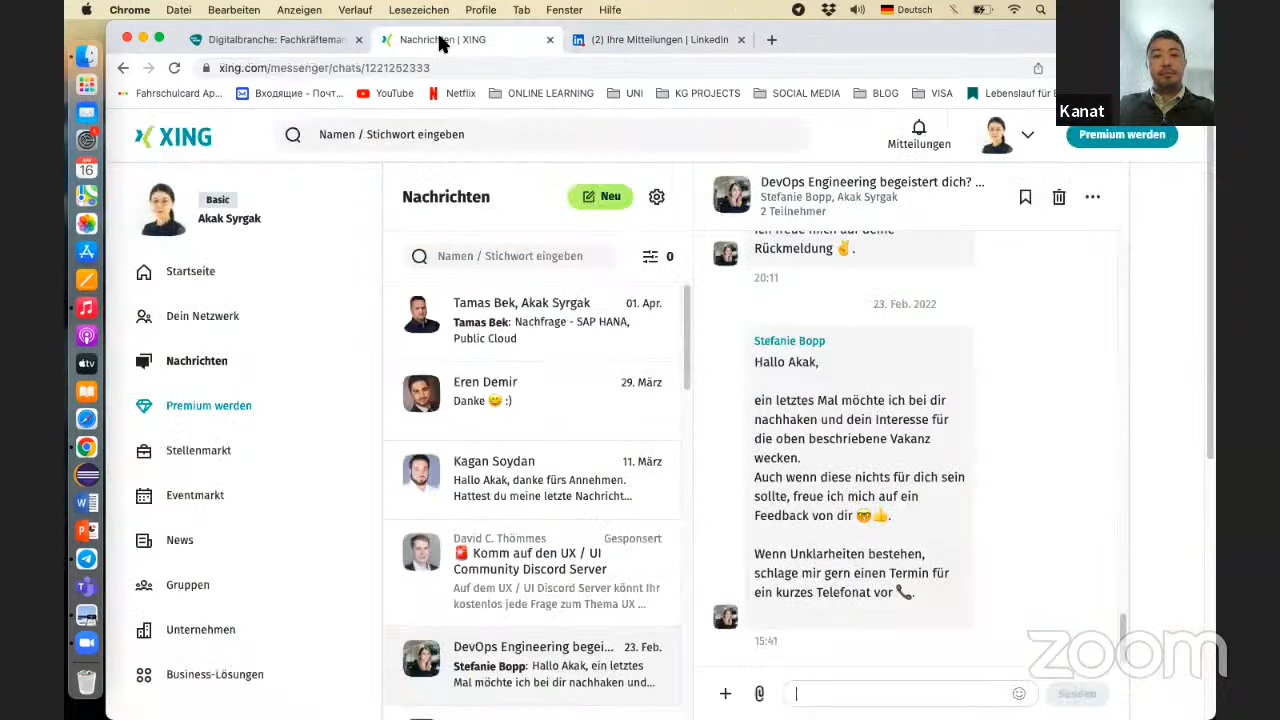 Chrome Datei Bearbeiten Anzeigen Verlauf Lesezeichen Profile Tab Fenster Hilfe Deutsch
Digitalbranche: Fachkräfteman
Nachrichten | XING
(2) Ihre Mitteilungen | LinkedIn
xing.com/messenger/chats/1221252333
Fahrschulcard Ap...
Входящие – Почт...
YouTube
Netflix
ONLINE LEARNING
UNI
KG PROJECTS
SOCIAL MEDIA
BLOG
VISA
Lebenslauf für
Kanat
XING
Namen / Stichwort eingeben
Mitteilungen
Premium werden
Basic
Akak Syrgak
Startseite
Dein Netzwerk
Nachrichten
Premium werden
Stellenmarkt
Eventmarkt
News
Gruppen
Unternehmen
Business-Lösungen
16
tv
Nachrichten
Neu
Namen / Stichwort eingeben
0
Tamas Bek, Akak Syrgak 01. Apr.
Tamas Bek: Nachfrage - SAP HANA,
Public Cloud
Eren Demir 29. März
Danke 😄 :)
Kagan Soydan 11. März
Hallo Akak, danke fürs Annehmen.
Hattest du meine letzte Nachricht...
David C. Thömmes Gesponsert
🚨 Komm auf den UX / UI
Community Discord Server
Auf dem UX / UI Discord Server könnt Ihr
kostenlos jede Frage zum Thema UX ...
DevOps Engineering begei... 23. Feb.
Stefanie Bopp: Hallo Akak, ein letztes
Mal möchte ich bei dir nachhaken und...
DevOps Engineering begeistert dich? ...
Stefanie Bopp, Akak Syrgak
2 Teilnehmer
Ich freue mich auf deine
Rückmeldung ✌️.
20:11
23. Feb. 2022
Stefanie Bopp
Hallo Akak,
ein letztes Mal möchte ich bei dir
nachhaken und dein Interesse für
die oben beschriebene Vakanz
wecken.
Auch wenn diese nichts für dich sein
sollte, freue ich mich auf ein
Feedback von dir 🤓👍.
Wenn Unklarheiten bestehen,
schlage mir gern einen Termin für
ein kurzes Telefonat vor 📞.
15:41
Senden
zoom